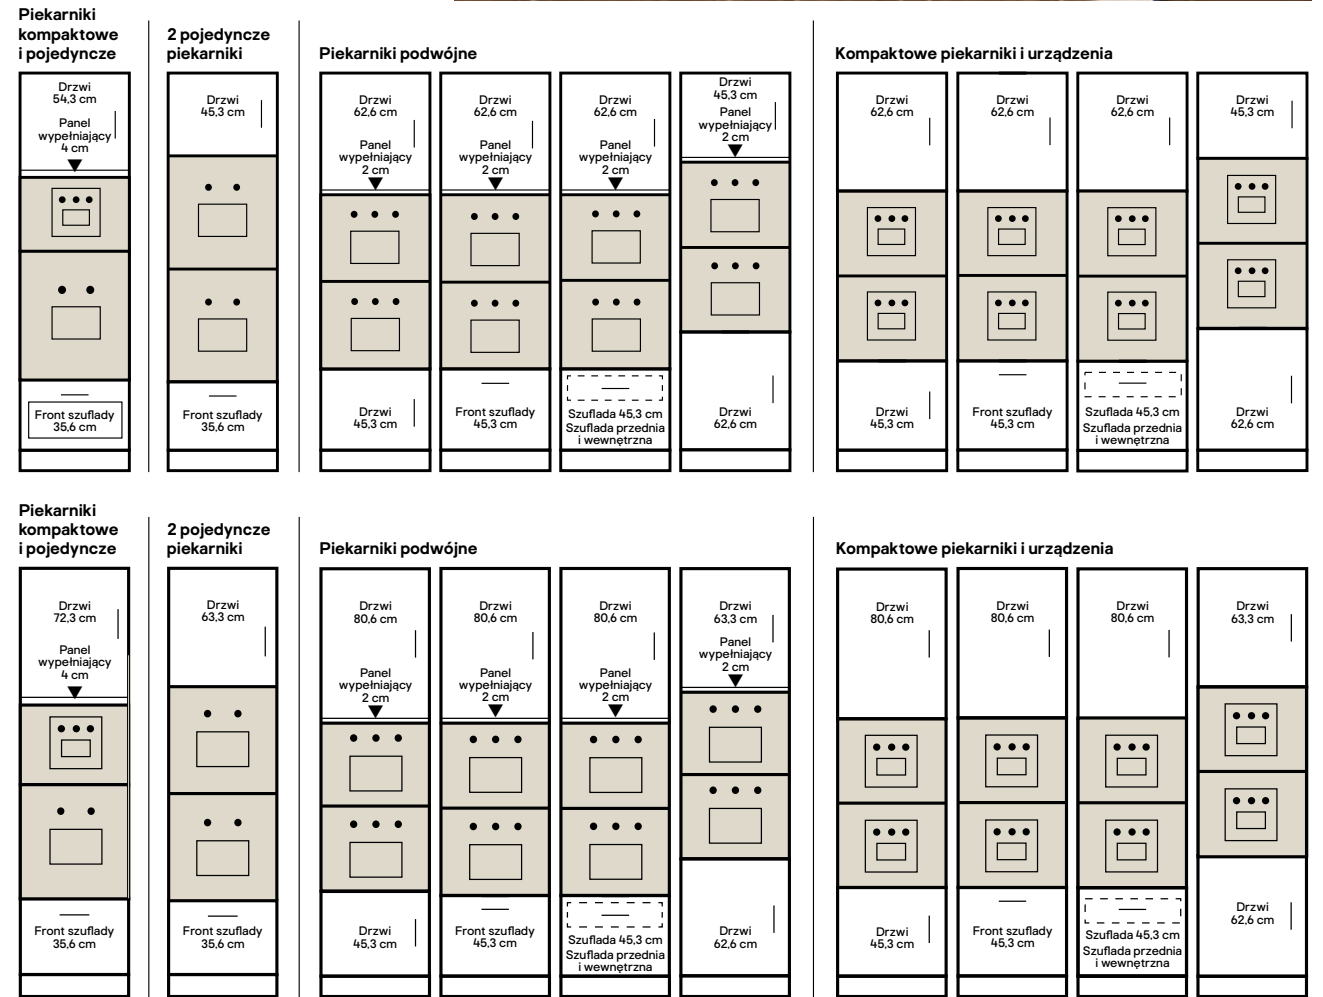 Piekarniki
kompaktowe
i pojedyncze
2 pojedyncze
piekarniki
Piekarniki podwójne
Kompaktowe piekarniki i urządzenia
Drzwi
54,3 cm
Panel
wypełniający
4 cm
Front szuflady
35,6 cm
Drzwi
45,3 cm
Front szuflady
35,6 cm
Drzwi
62,6 cm
Panel
wypełniający
2 cm
Drzwi
45,3 cm
Drzwi
62,6 cm
Panel
wypełniający
2 cm
Front szuflady
45,3 cm
Drzwi
62,6 cm
Panel
wypełniający
2 cm
Szuflada 45,3 cm
Szuflada przednia
i wewnętrzna
Drzwi
45,3 cm
Panel
wypełniający
2 cm
Drzwi
62,6 cm
Drzwi
62,6 cm
Drzwi
45,3 cm
Drzwi
62,6 cm
Front szuflady
45,3 cm
Drzwi
62,6 cm
Szuflada 45,3 cm
Szuflada przednia
i wewnętrzna
Drzwi
45,3 cm
Drzwi
62,6 cm
Piekarniki
kompaktowe
i pojedyncze
2 pojedyncze
piekarniki
Piekarniki podwójne
Kompaktowe piekarniki i urządzenia
Drzwi
72,3 cm
Panel
wypełniający
4 cm
Front szuflady
35,6 cm
Drzwi
63,3 cm
Front szuflady
35,6 cm
Drzwi
80,6 cm
Panel
wypełniający
2 cm
Drzwi
45,3 cm
Drzwi
80,6 cm
Panel
wypełniający
2 cm
Front szuflady
45,3 cm
Drzwi
80,6 cm
Panel
wypełniający
2 cm
Szuflada 45,3 cm
Szuflada przednia
i wewnętrzna
Drzwi
63,3 cm
Panel
wypełniający
2 cm
Drzwi
62,6 cm
Drzwi
80,6 cm
Drzwi
45,3 cm
Drzwi
80,6 cm
Front szuflady
45,3 cm
Drzwi
80,6 cm
Szuflada 45,3 cm
Szuflada przednia
i wewnętrzna
Drzwi
63,3 cm
Drzwi
62,6 cm